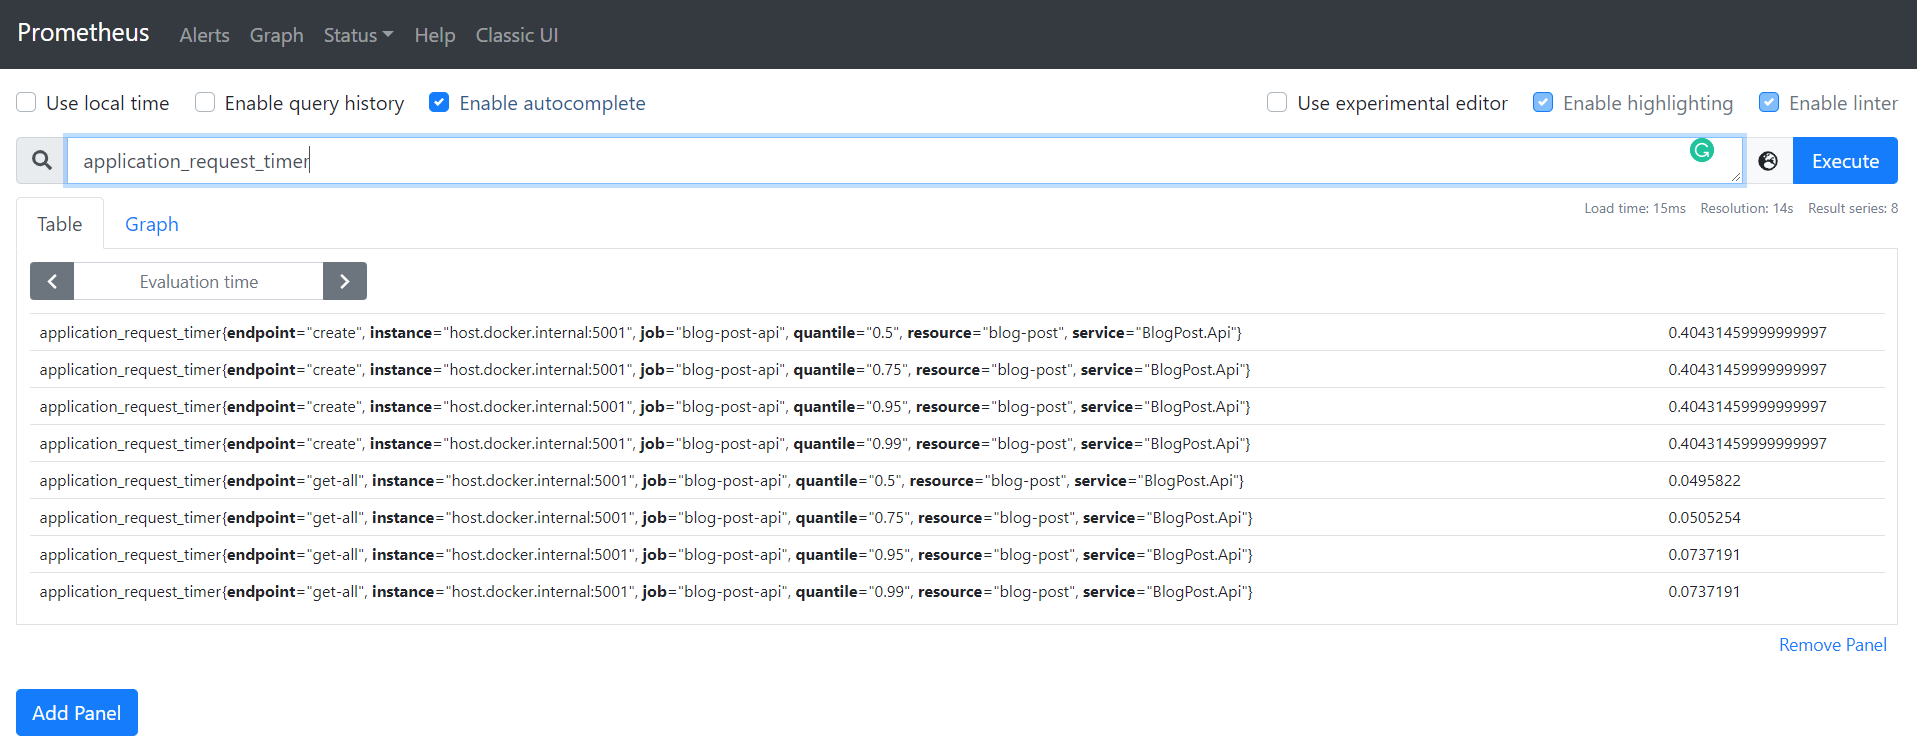 Prometheus Alerts Graph Status Help Classic UI
Use local time Enable query history Enable autocomplete Use experimental editor Enable highlighting Enable linter
application_request_timer Execute
Table Graph Load time: 15ms Resolution: 14s Result series: 8
Evaluation time
application_request_timer{endpoint="create", instance="host.docker.internal:5001", job="blog-post-api", quantile="0.5", resource="blog-post", service="BlogPost.Api"} 0.40431459999999997
application_request_timer{endpoint="create", instance="host.docker.internal:5001", job="blog-post-api", quantile="0.75", resource="blog-post", service="BlogPost.Api"} 0.40431459999999997
application_request_timer{endpoint="create", instance="host.docker.internal:5001", job="blog-post-api", quantile="0.95", resource="blog-post", service="BlogPost.Api"} 0.40431459999999997
application_request_timer{endpoint="create", instance="host.docker.internal:5001", job="blog-post-api", quantile="0.99", resource="blog-post", service="BlogPost.Api"} 0.40431459999999997
application_request_timer{endpoint="get-all", instance="host.docker.internal:5001", job="blog-post-api", quantile="0.5", resource="blog-post", service="BlogPost.Api"} 0.0495822
application_request_timer{endpoint="get-all", instance="host.docker.internal:5001", job="blog-post-api", quantile="0.75", resource="blog-post", service="BlogPost.Api"} 0.0505254
application_request_timer{endpoint="get-all", instance="host.docker.internal:5001", job="blog-post-api", quantile="0.95", resource="blog-post", service="BlogPost.Api"} 0.0737191
application_request_timer{endpoint="get-all", instance="host.docker.internal:5001", job="blog-post-api", quantile="0.99", resource="blog-post", service="BlogPost.Api"} 0.0737191
Remove Panel
Add Panel